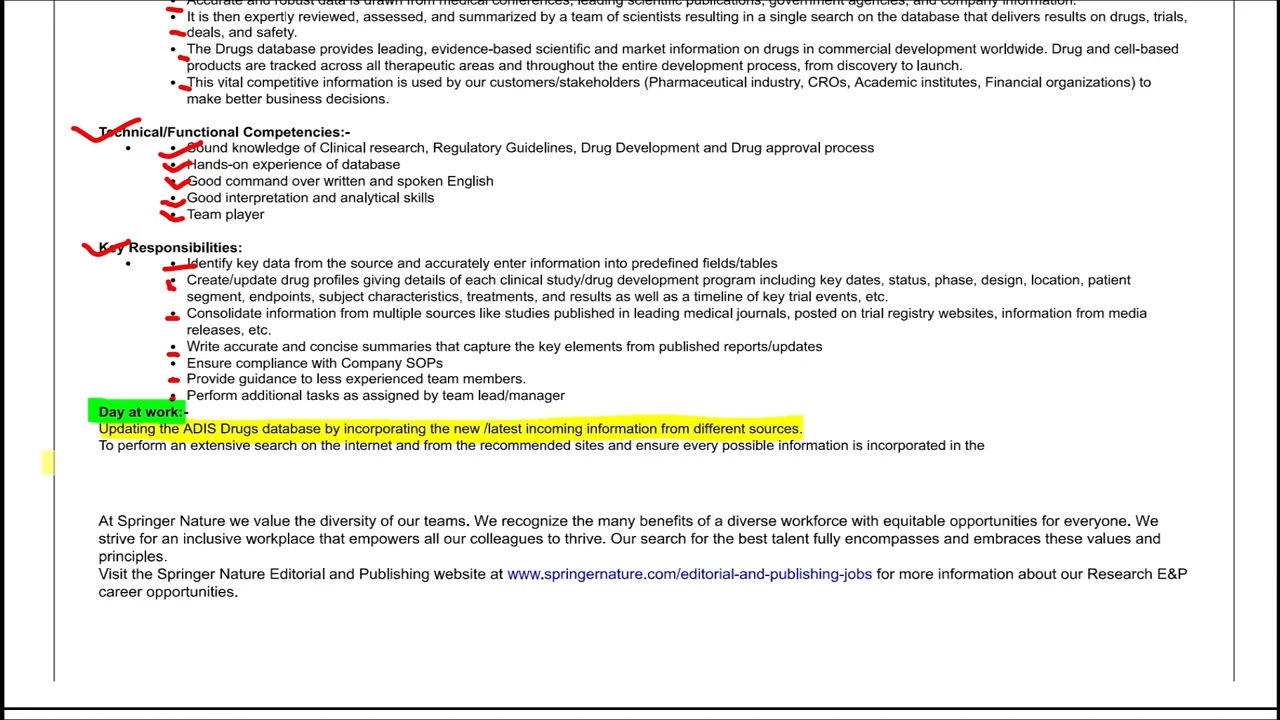 Accurate and robust data is drawn from medical conferences, leading scientific publications, government agencies, and company information.
It is then expertly reviewed, assessed, and summarized by a team of scientists resulting in a single search on the database that delivers results on drugs, trials,
deals, and safety.
The Drugs database provides leading, evidence-based scientific and market information on drugs in commercial development worldwide. Drug and cell-based
products are tracked across all therapeutic areas and throughout the entire development process, from discovery to launch.
This vital competitive information is used by our customers/stakeholders (Pharmaceutical industry, CROs, Academic institutes, Financial organizations) to
make better business decisions.
Technical/Functional Competencies:-
Sound knowledge of Clinical research, Regulatory Guidelines, Drug Development and Drug approval process
Hands-on experience of database
Good command over written and spoken English
Good interpretation and analytical skills
Team player
Key Responsibilities:
Identify key data from the source and accurately enter information into predefined fields/tables
Create/update drug profiles giving details of each clinical study/drug development program including key dates, status, phase, design, location, patient
segment, endpoints, subject characteristics, treatments, and results as well as a timeline of key trial events, etc.
Consolidate information from multiple sources like studies published in leading medical journals, posted on trial registry websites, information from media
releases, etc.
Write accurate and concise summaries that capture the key elements from published reports/updates
Ensure compliance with Company SOPs
Provide guidance to less experienced team members.
Perform additional tasks as assigned by team lead/manager
Day at work:-
Updating the ADIS Drugs database by incorporating the new /latest incoming information from different sources.
To perform an extensive search on the internet and from the recommended sites and ensure every possible information is incorporated in the
At Springer Nature we value the diversity of our teams. We recognize the many benefits of a diverse workforce with equitable opportunities for everyone. We
strive for an inclusive workplace that empowers all our colleagues to thrive. Our search for the best talent fully encompasses and embraces these values and
principles.
Visit the Springer Nature Editorial and Publishing website at www.springernature.com/editorial-and-publishing-jobs for more information about our Research E&P
career opportunities.